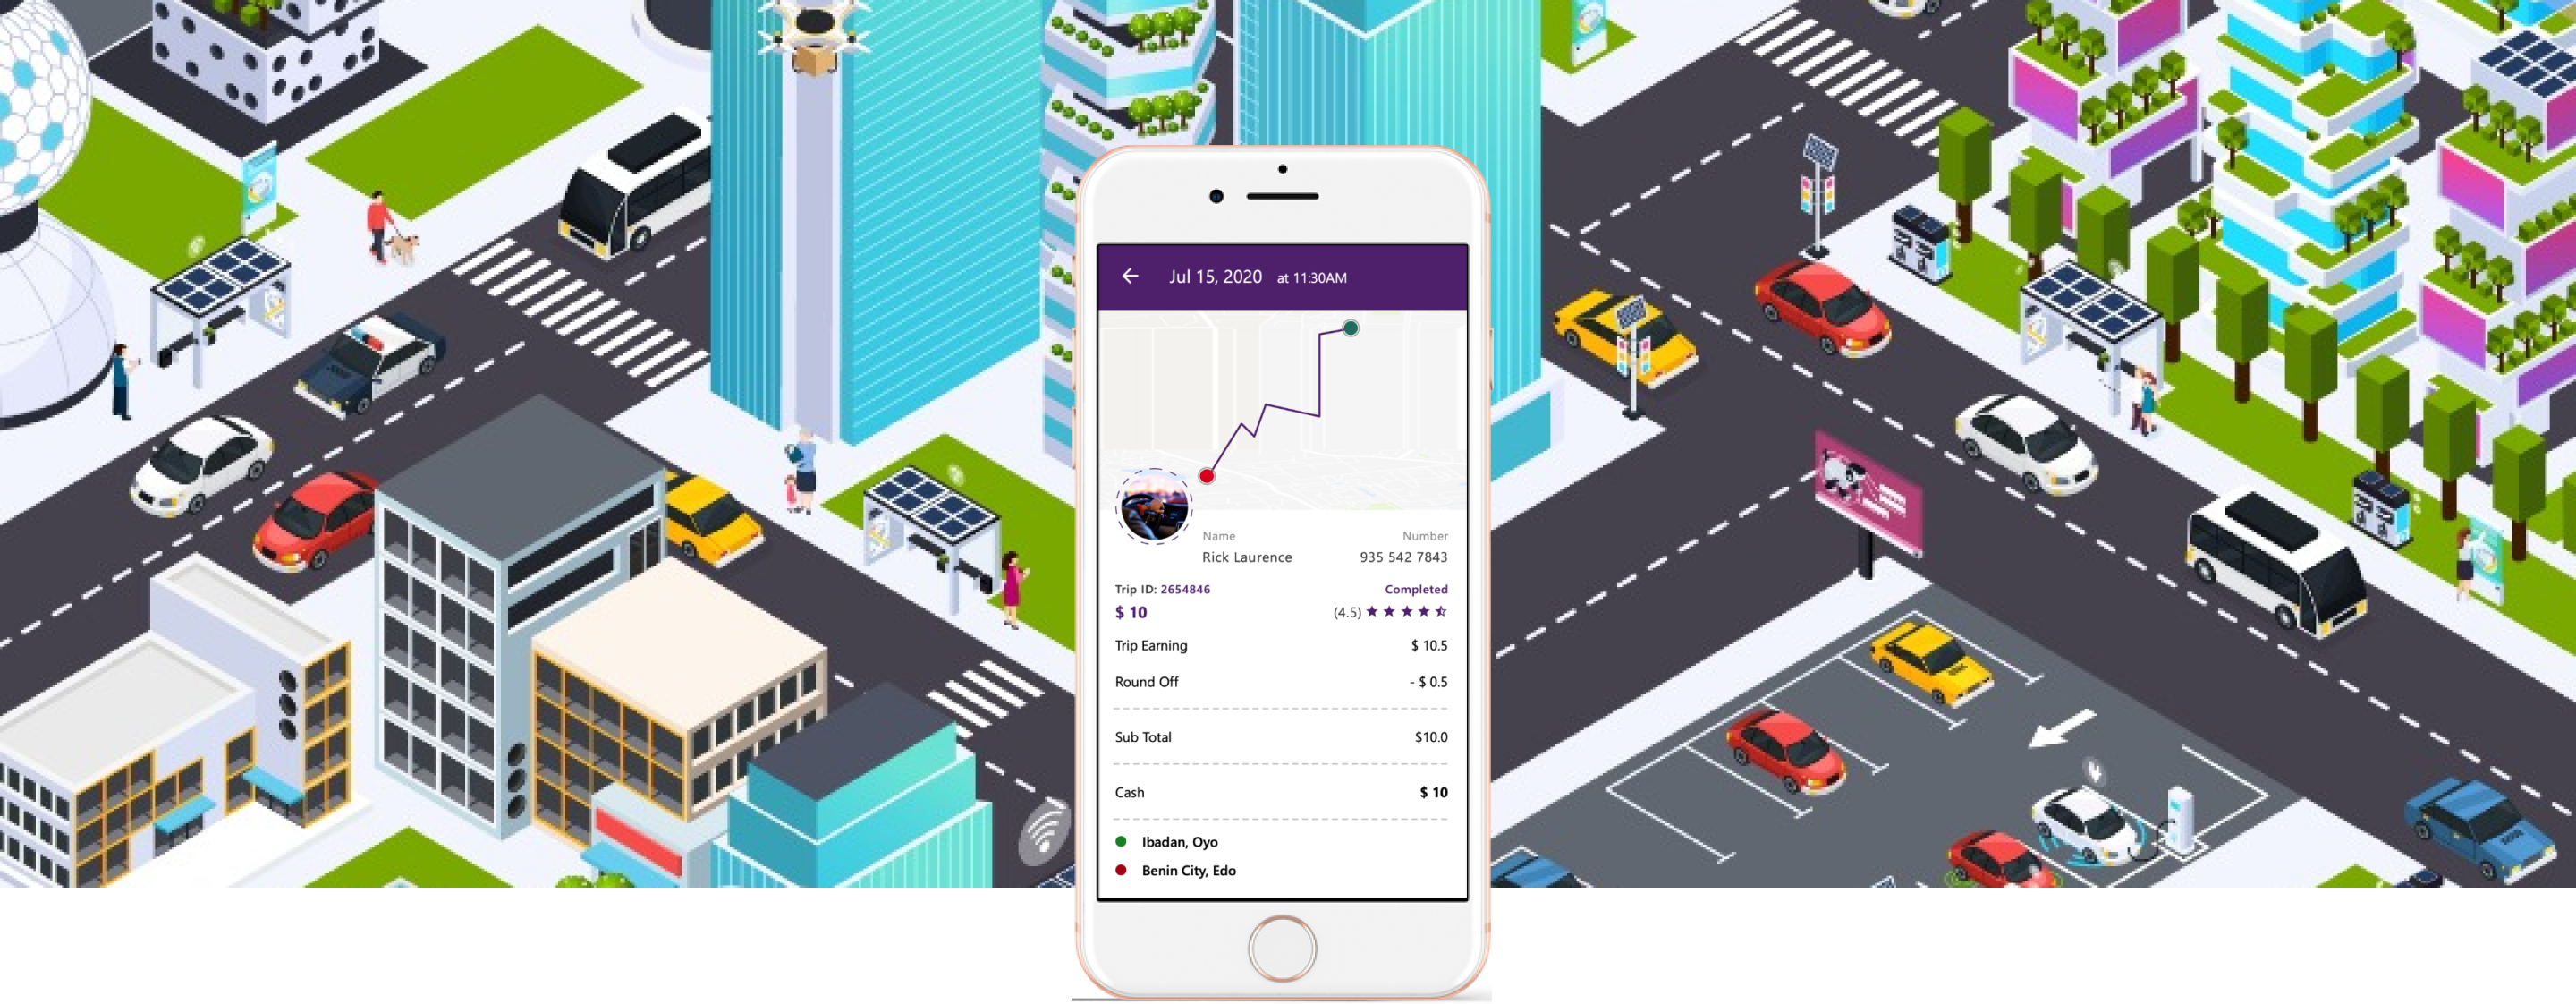 Jul 15, 2020 at 11:30AM
Name Number
Rick Laurence 935 542 7843
Trip ID: 2654846 Completed
$ 10 (4.5)
Trip Earning $ 10.5
Round Off - $ 0.5
Sub Total $10.0
Cash $ 10
Ibadan, Oyo
Benin City, Edo